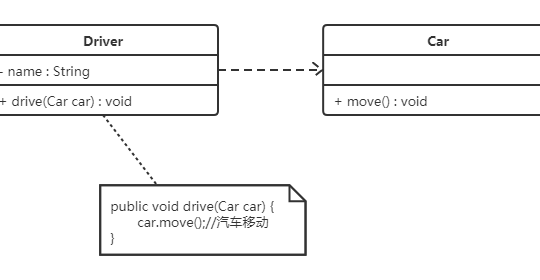 Driver
Car
- name : String
+ drive(Car car) : void
+ move() : void
public void drive(Car car) {
car.move();//汽车移动
}